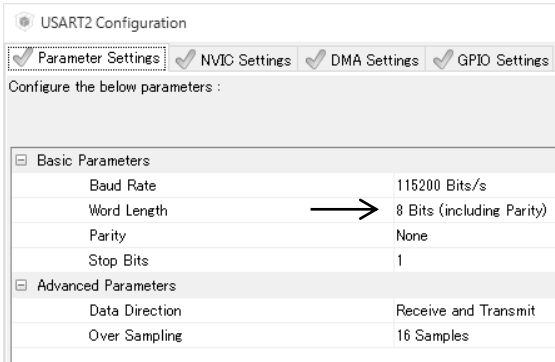 USART2 Configuration
Parameter Settings NVIC Settings DMA Settings GPIO Settings
Configure the below parameters :
Basic Parameters
Baud Rate 115200 Bits/s
Word Length 8 Bits (including Parity)
Parity None
Stop Bits 1
Advanced Parameters
Data Direction Receive and Transmit
Over Sampling 16 Samples